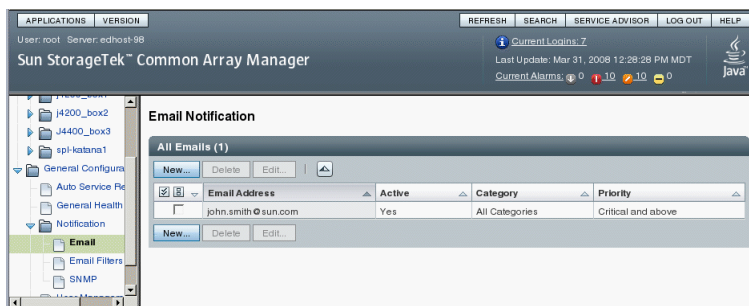 APPLICATIONS VERSION REFRESH SEARCH SERVICE ADVISOR LOG OUT HELP
User: root Server: edhost-98
Sun StorageTek™ Common Array Manager
Current Logins: 7
Last Update: Mar 31, 2008 12:28:28 PM MDT
Current Alarms: 0 10 10 0
Java™
j4200_box2
J4400_box3
spl-katana1
General Configura
Auto Service Re
General Health
Notification
Email
Email Filters
SNMP
Email Notification
All Emails (1)
New... Delete Edit...
Email Address Active Category Priority
john.smith@sun.com Yes All Categories Critical and above
New... Delete Edit...